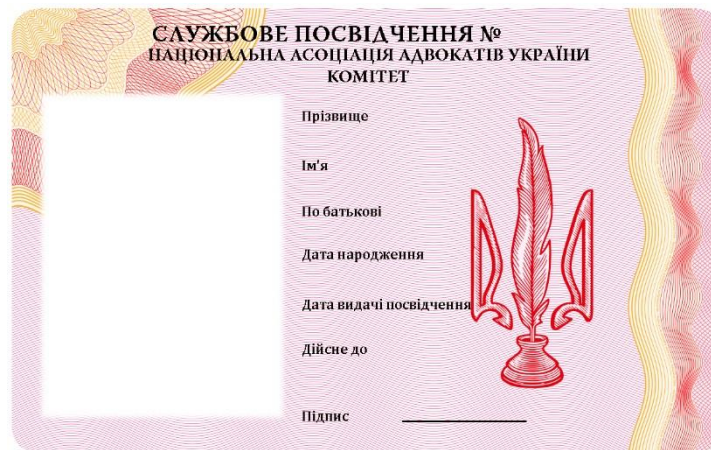 СЛУЖБОВЕ ПОСВІДЧЕННЯ №
НАЦІОНАЛЬНА АСОЦІАЦІЯ АДВОКАТІВ УКРАЇНИ
КОМІТЕТ
Прізвище
Ім'я
По батькові
Дата народження
Дата видачі посвідчення
Дійсне до
Підпис